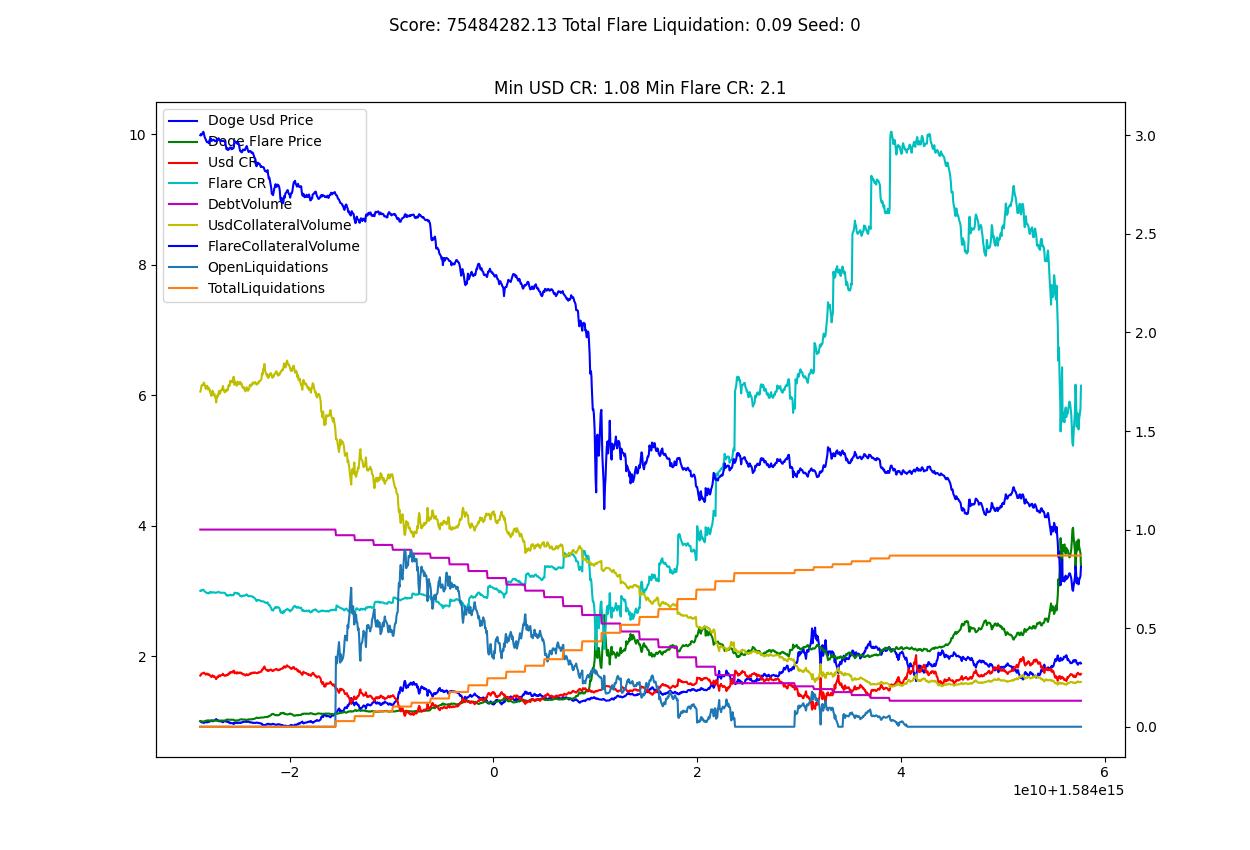 Score: 75484282.13 Total Flare Liquidation: 0.09 Seed: 0
Min USD CR: 1.08 Min Flare CR: 2.1
Doge Usd Price
Doge Flare Price
Usd CR
Flare CR
DebtVolume
UsdCollateralVolume
FlareCollateralVolume
OpenLiquidations
TotalLiquidations
10
8
6
4
2
3.0
2.5
2.0
1.5
1.0
0.5
0.0
−2
0
2
4
6
1e10+1.584e15